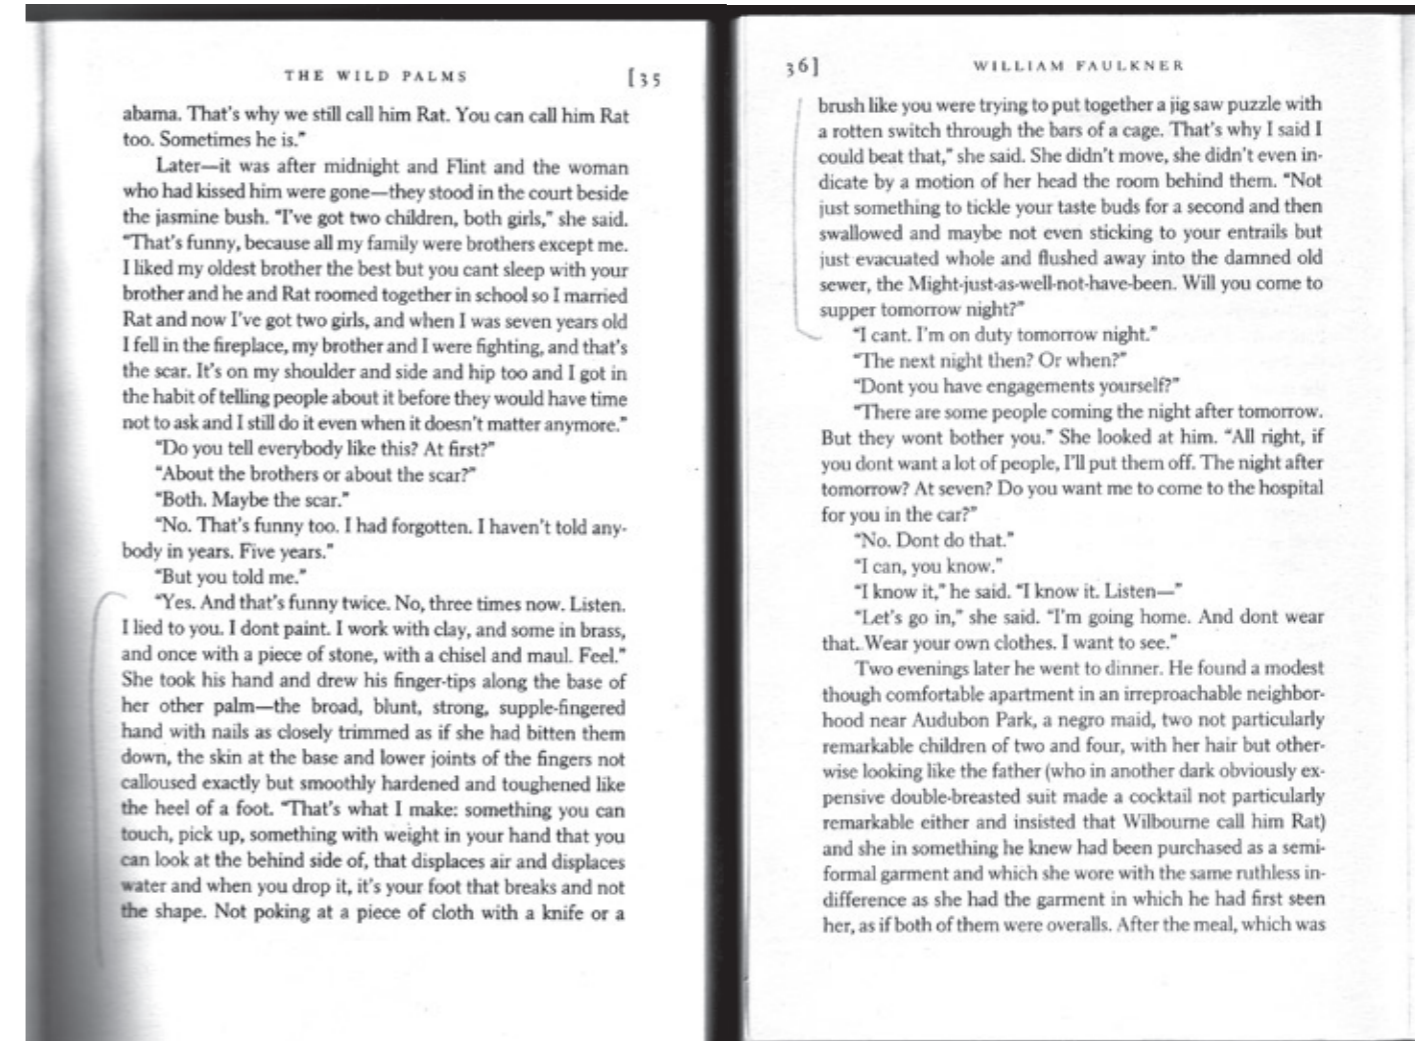 THE WILD PALMS [35
abama. That's why we still call him Rat. You can call him Rat
too. Sometimes he is."
Later—it was after midnight and Flint and the woman
who had kissed him were gone—they stood in the court beside
the jasmine bush. "I've got two children, both girls," she said.
"That's funny, because all my family were brothers except me.
I liked my oldest brother the best but you cant sleep with your
brother and he and Rat roomed together in school so I married
Rat and now I've got two girls, and when I was seven years old
I fell in the fireplace, my brother and I were fighting, and that's
the scar. It's on my shoulder and side and hip too and I got in
the habit of telling people about it before they would have time
not to ask and I still do it even when it doesn't matter anymore."
"Do you tell everybody like this? At first?"
"About the brothers or about the scar?"
"Both. Maybe the scar."
"No. That's funny too. I had forgotten. I haven't told any-
body in years. Five years."
"But you told me."
"Yes. And that's funny twice. No, three times now. Listen.
I lied to you. I dont paint. I work with clay, and some in brass,
and once with a piece of stone, with a chisel and maul. Feel."
She took his hand and drew his finger-tips along the base of
her other palm—the broad, blunt, strong, supple-fingered
hand with nails as closely trimmed as if she had bitten them
down, the skin at the base and lower joints of the fingers not
calloused exactly but smoothly hardened and toughened like
the heel of a foot. "That's what I make: something you can
touch, pick up, something with weight in your hand that you
can look at the behind side of, that displaces air and displaces
water and when you drop it, it's your foot that breaks and not
the shape. Not poking at a piece of cloth with a knife or a
36] WILLIAM FAULKNER
brush like you were trying to put together a jig saw puzzle with
a rotten switch through the bars of a cage. That's why I said I
could beat that," she said. She didn't move, she didn't even in-
dicate by a motion of her head the room behind them. "Not
just something to tickle your taste buds for a second and then
swallowed and maybe not even sticking to your entrails but
just evacuated whole and flushed away into the damned old
sewer, the Might-just-as-well-not-have-been. Will you come to
supper tomorrow night?"
"I cant. I'm on duty tomorrow night."
"The next night then? Or when?"
"Dont you have engagements yourself?"
"There are some people coming the night after tomorrow.
But they wont bother you." She looked at him. "All right, if
you dont want a lot of people, I'll put them off. The night after
tomorrow? At seven? Do you want me to come to the hospital
for you in the car?"
"No. Dont do that."
"I can, you know."
"I know it," he said. "I know it. Listen—"
"Let's go in," she said. "I'm going home. And dont wear
that. Wear your own clothes. I want to see."
Two evenings later he went to dinner. He found a modest
though comfortable apartment in an irreproachable neighbor-
hood near Audubon Park, a negro maid, two not particularly
remarkable children of two and four, with her hair but other-
wise looking like the father (who in another dark obviously ex-
pensive double-breasted suit made a cocktail not particularly
remarkable either and insisted that Wilbourne call him Rat)
and she in something he knew had been purchased as a semi-
formal garment and which she wore with the same ruthless in-
difference as she had the garment in which he had first seen
her, as if both of them were overalls. After the meal, which was